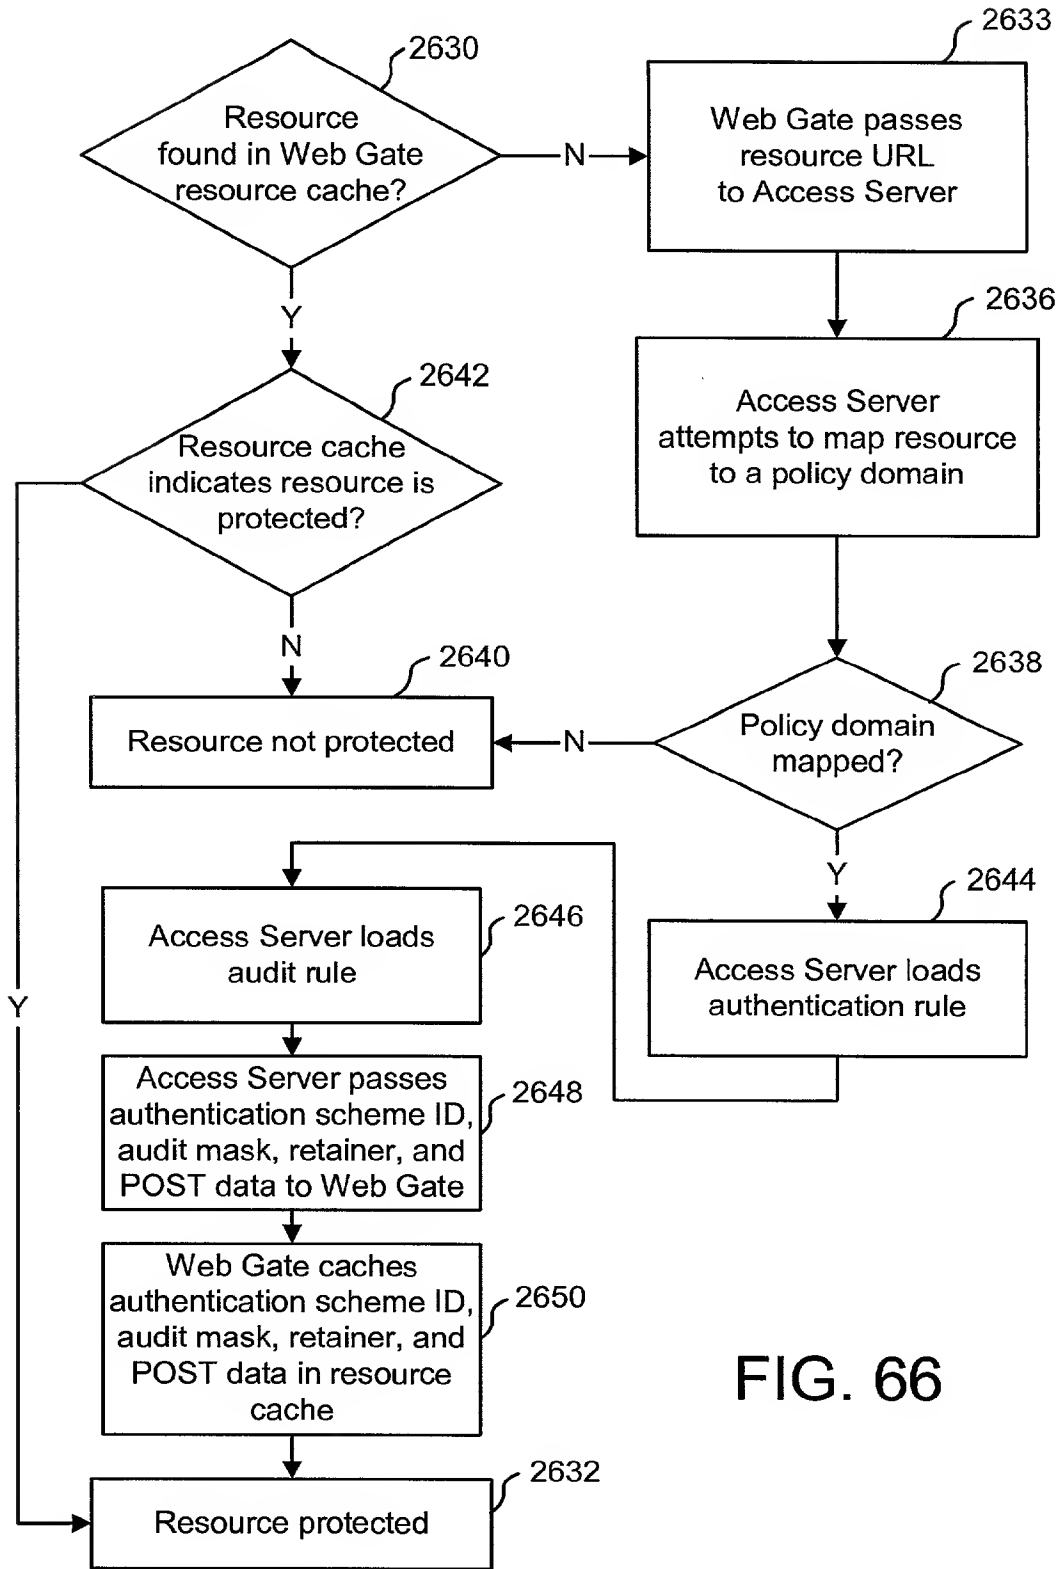 2630
Resource
found in Web Gate
resource cache?
N
2633
Web Gate passes
resource URL
to Access Server
Y
2636
Access Server
attempts to map resource
to a policy domain
2642
Resource cache
indicates resource is
protected?
N
2640
Resource not protected
N
2638
Policy domain
mapped?
Y
2644
Access Server loads
authentication rule
2646
Access Server loads
audit rule
Y
2648
Access Server passes
authentication scheme ID,
audit mask, retainer, and
POST data to Web Gate
2650
Web Gate caches
authentication scheme ID,
audit mask, retainer, and
POST data in resource
cache
2632
Resource protected
FIG. 66